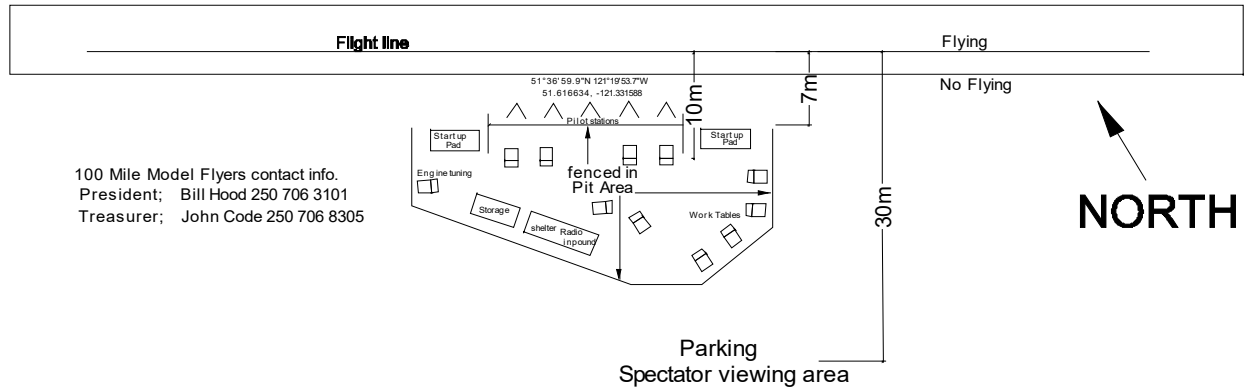 Flight line
Flying
No Flying
51°36'59.9"N 121°19'53.7"W
51.616634, -121.331588
10m
7m
Pilot stations
Start up
Pad
Start up
Pad
Engine tuning
fenced in
Pit Area
100 Mile Model Flyers contact info.
President; Bill Hood 250 706 3101
Treasurer; John Code 250 706 8305
Storage
shelter
Radio
inpound
Work Tables
30m
NORTH
Parking
Spectator viewing area